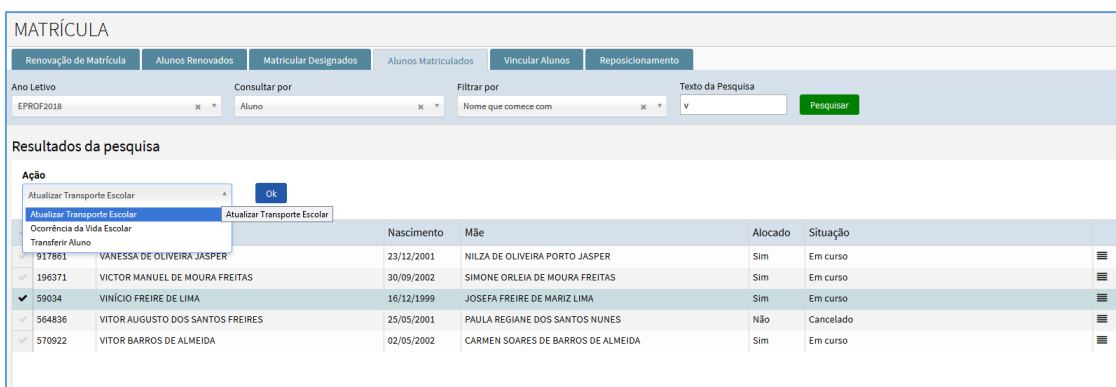 MATRÍCULA
Renovação de Matrícula Alunos Renovados Matricular Designados Alunos Matriculados Vincular Alunos Reposicionamento
Ano Letivo Consultar por Filtrar por Texto da Pesquisa
EPROF2018 Aluno Nome que comece com v Pesquisar
Resultados da pesquisa
Ação
Atualizar Transporte Escolar Ok
Atualizar Transporte Escolar Atualizar Transporte Escolar
Ocorrência da Vida Escolar
Transferir Aluno
Nascimento Mãe Alocado Situação
917861 VANESSA DE OLIVEIRA JASPER 23/12/2001 NILZA DE OLIVEIRA PORTO JASPER Sim Em curso
196371 VICTOR MANUEL DE MOURA FREITAS 30/09/2002 SIMONE ORLEIA DE MOURA FREITAS Sim Em curso
59034 VINÍCIO FREIRE DE LIMA 16/12/1999 JOSEFA FREIRE DE MARIZ LIMA Sim Em curso
564836 VITOR AUGUSTO DOS SANTOS FREIRES 25/05/2001 PAULA REGIANE DOS SANTOS NUNES Não Cancelado
570922 VITOR BARROS DE ALMEIDA 02/05/2002 CARMEN SOARES DE BARROS DE ALMEIDA Sim Em curso